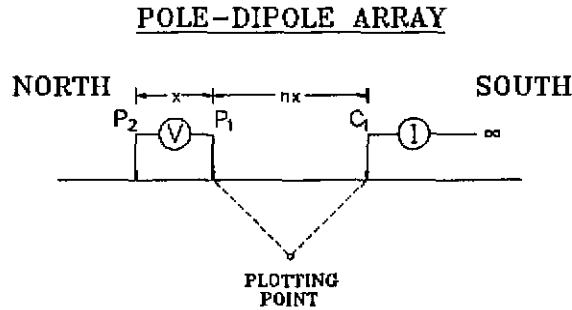 POLE-DIPOLE ARRAY
NORTH x nx SOUTH
P2 V P1 C1 I ∞
PLOTTING
POINT